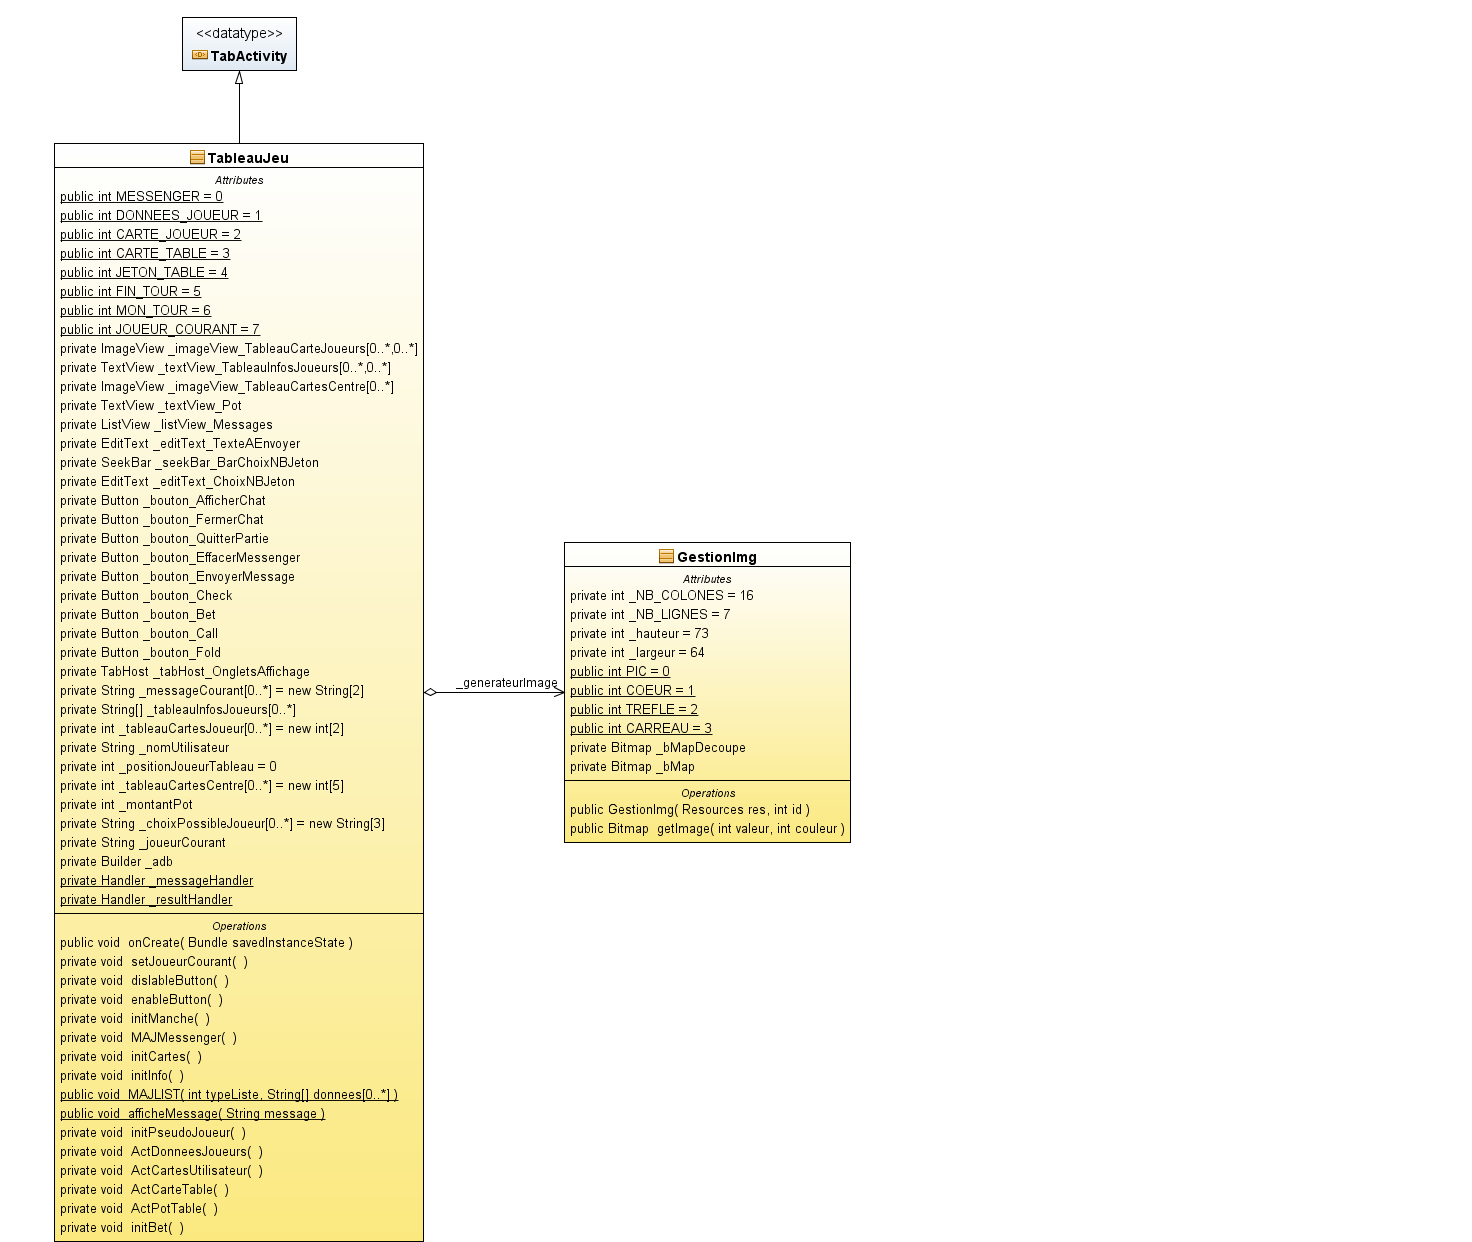 <<datatype>>
TabActivity
TableauJeu
Attributes
public int MESSENGER = 0
public int DONNEES_JOUEUR = 1
public int CARTE_JOUEUR = 2
public int CARTE_TABLE = 3
public int JETON_TABLE = 4
public int FIN_TOUR = 5
public int MON_TOUR = 6
public int JOUEUR_COURANT = 7
private ImageView _imageView_TableauCarteJoueurs[0..*,0..*]
private TextView _textView_TableauInfosJoueurs[0..*,0..*]
private ImageView _imageView_TableauCartesCentre[0..*]
private TextView _textView_Pot
private ListView _listView_Messages
private EditText _editText_TexteAEnvoyer
private SeekBar _seekBar_BarChoixNBJeton
private EditText _editText_ChoixNBJeton
private Button _bouton_AfficherChat
private Button _bouton_FermerChat
private Button _bouton_QuitterPartie
private Button _bouton_EffacerMessenger
private Button _bouton_EnvoyerMessage
private Button _bouton_Check
private Button _bouton_Bet
private Button _bouton_Call
private Button _bouton_Fold
private TabHost _tabHost_OngletsAffichage
private String _messageCourant[0..*] = new String[2]
private String[] _tableauInfosJoueurs[0..*]
private int _tableauCartesJoueur[0..*] = new int[2]
private String _nomUtilisateur
private int _positionJoueurTableau = 0
private int _tableauCartesCentre[0..*] = new int[5]
private int _montantPot
private String _choixPossibleJoueur[0..*] = new String[3]
private String _joueurCourant
private Builder _adb
private Handler _messageHandler
private Handler _resultHandler
Operations
public void onCreate( Bundle savedInstanceState )
private void setJoueurCourant( )
private void dislableButton( )
private void enableButton( )
private void initManche( )
private void MAJMessenger( )
private void initCartes( )
private void initInfo( )
public void MAJLIST( int typeListe, String[] donnees[0..*] )
public void afficheMessage( String message )
private void initPseudoJoueur( )
private void ActDonneesJoueurs( )
private void ActCartesUtilisateur( )
private void ActCarteTable( )
private void ActPotTable( )
private void initBet( )
_generateurImage
GestionImg
Attributes
private int _NB_COLONES = 16
private int _NB_LIGNES = 7
private int _hauteur = 73
private int _largeur = 64
public int PIC = 0
public int COEUR = 1
public int TREFLE = 2
public int CARREAU = 3
private Bitmap _bMapDecoupe
private Bitmap _bMap
Operations
public GestionImg( Resources res, int id )
public Bitmap getImage( int valeur, int couleur )